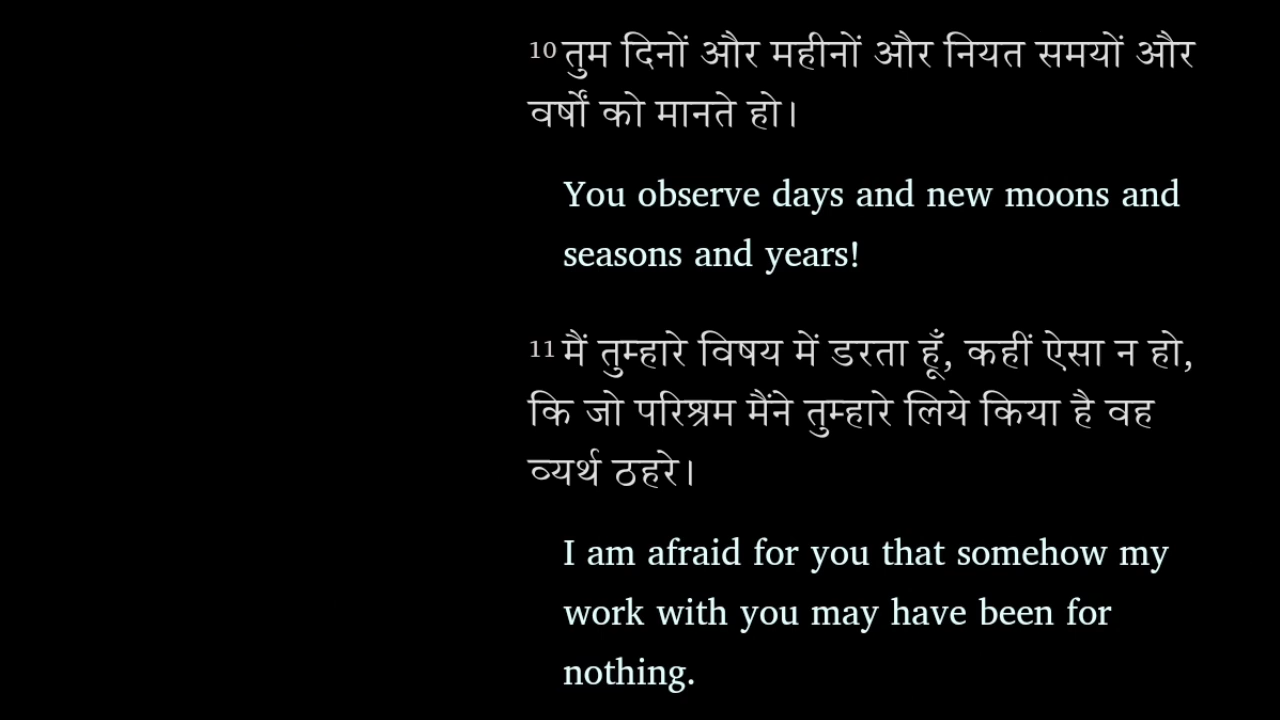 10 तुम दिनों और महीनों और नियत समयों और
वर्षों को मानते हो।
You observe days and new moons and
seasons and years!
11 मैं तुम्हारे विषय में डरता हूँ, कहीं ऐसा न हो,
कि जो परिश्रम मैंने तुम्हारे लिये किया है वह
व्यर्थ ठहरे।
I am afraid for you that somehow my
work with you may have been for
nothing.